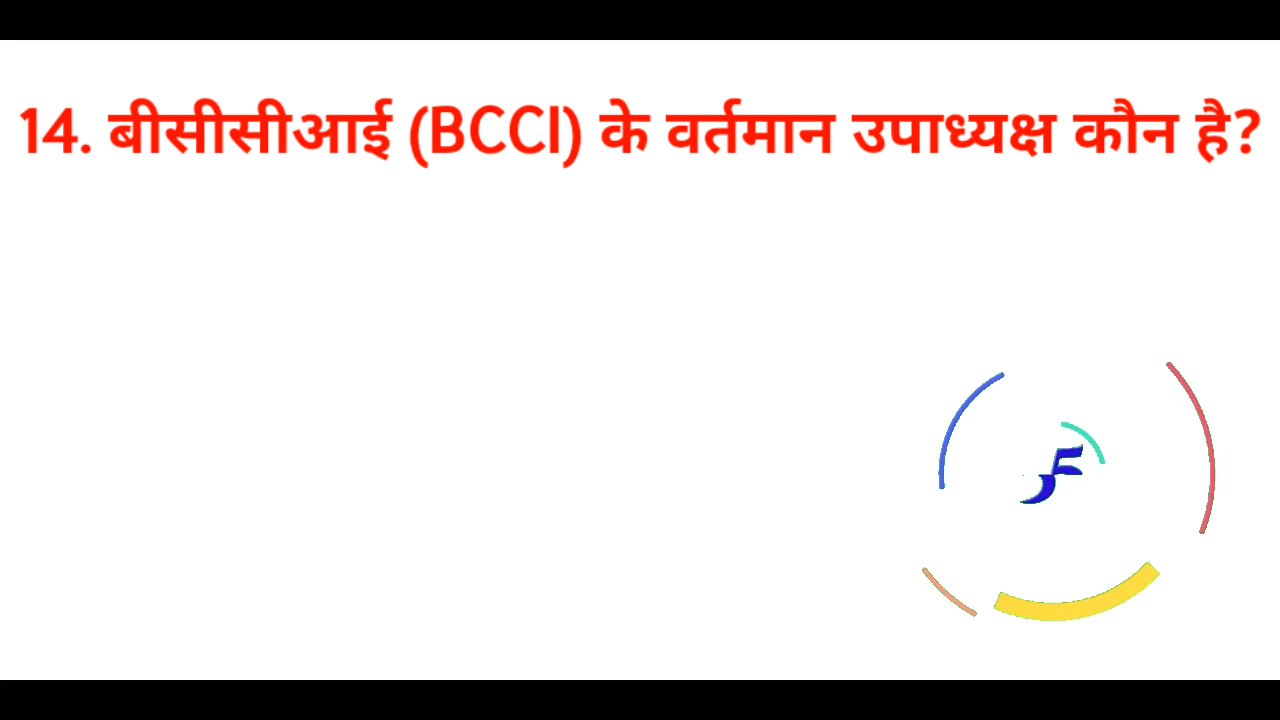 14. बीसीसीआई (BCCI) के वर्तमान उपाध्यक्ष कौन है?